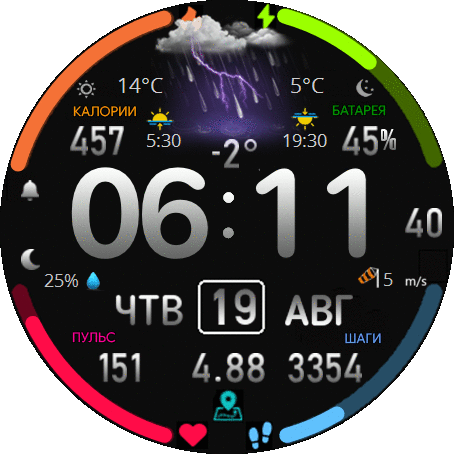 14°C 5°C
КАЛОРИИ БАТАРЕЯ
457 5:30 -2° 19:30 45%
06:11
40
25% 5 m/s
ЧТВ 19 АВГ
ПУЛЬС ШАГИ
151 4.88 3354